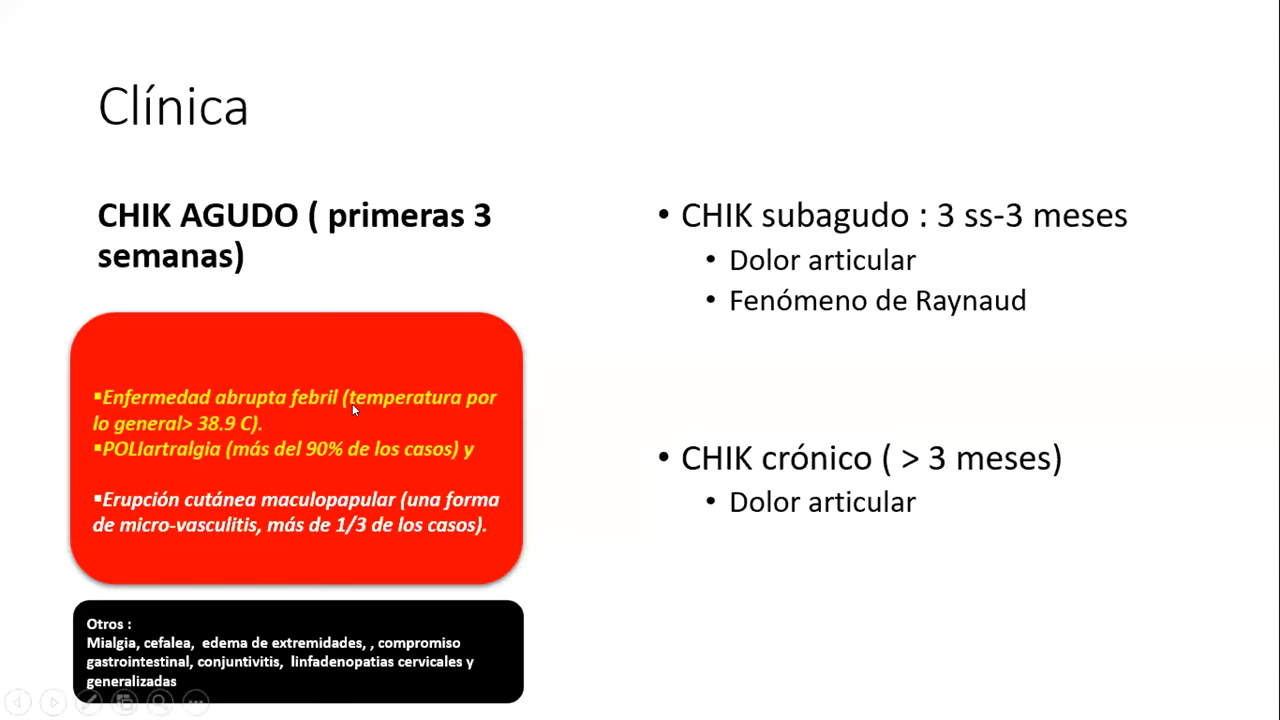 Clínica
CHIK AGUDO ( primeras 3
semanas)
▪Enfermedad abrupta febril (temperatura por
lo general> 38.9 C).
▪POLIartralgia (más del 90% de los casos) y
▪Erupción cutánea maculopapular (una forma
de micro-vasculitis, más de 1/3 de los casos).
Otros :
Mialgia, cefalea, edema de extremidades, , compromiso
gastrointestinal, conjuntivitis, linfadenopatias cervicales y
generalizadas
• CHIK subagudo : 3 ss-3 meses
• Dolor articular
• Fenómeno de Raynaud
• CHIK crónico ( > 3 meses)
• Dolor articular